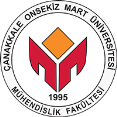 ÇANAKKALE ONSEKİZ MART ÜNİVERSİTESİ
1995
MÜHENDİSLİK FAKÜLTESİ